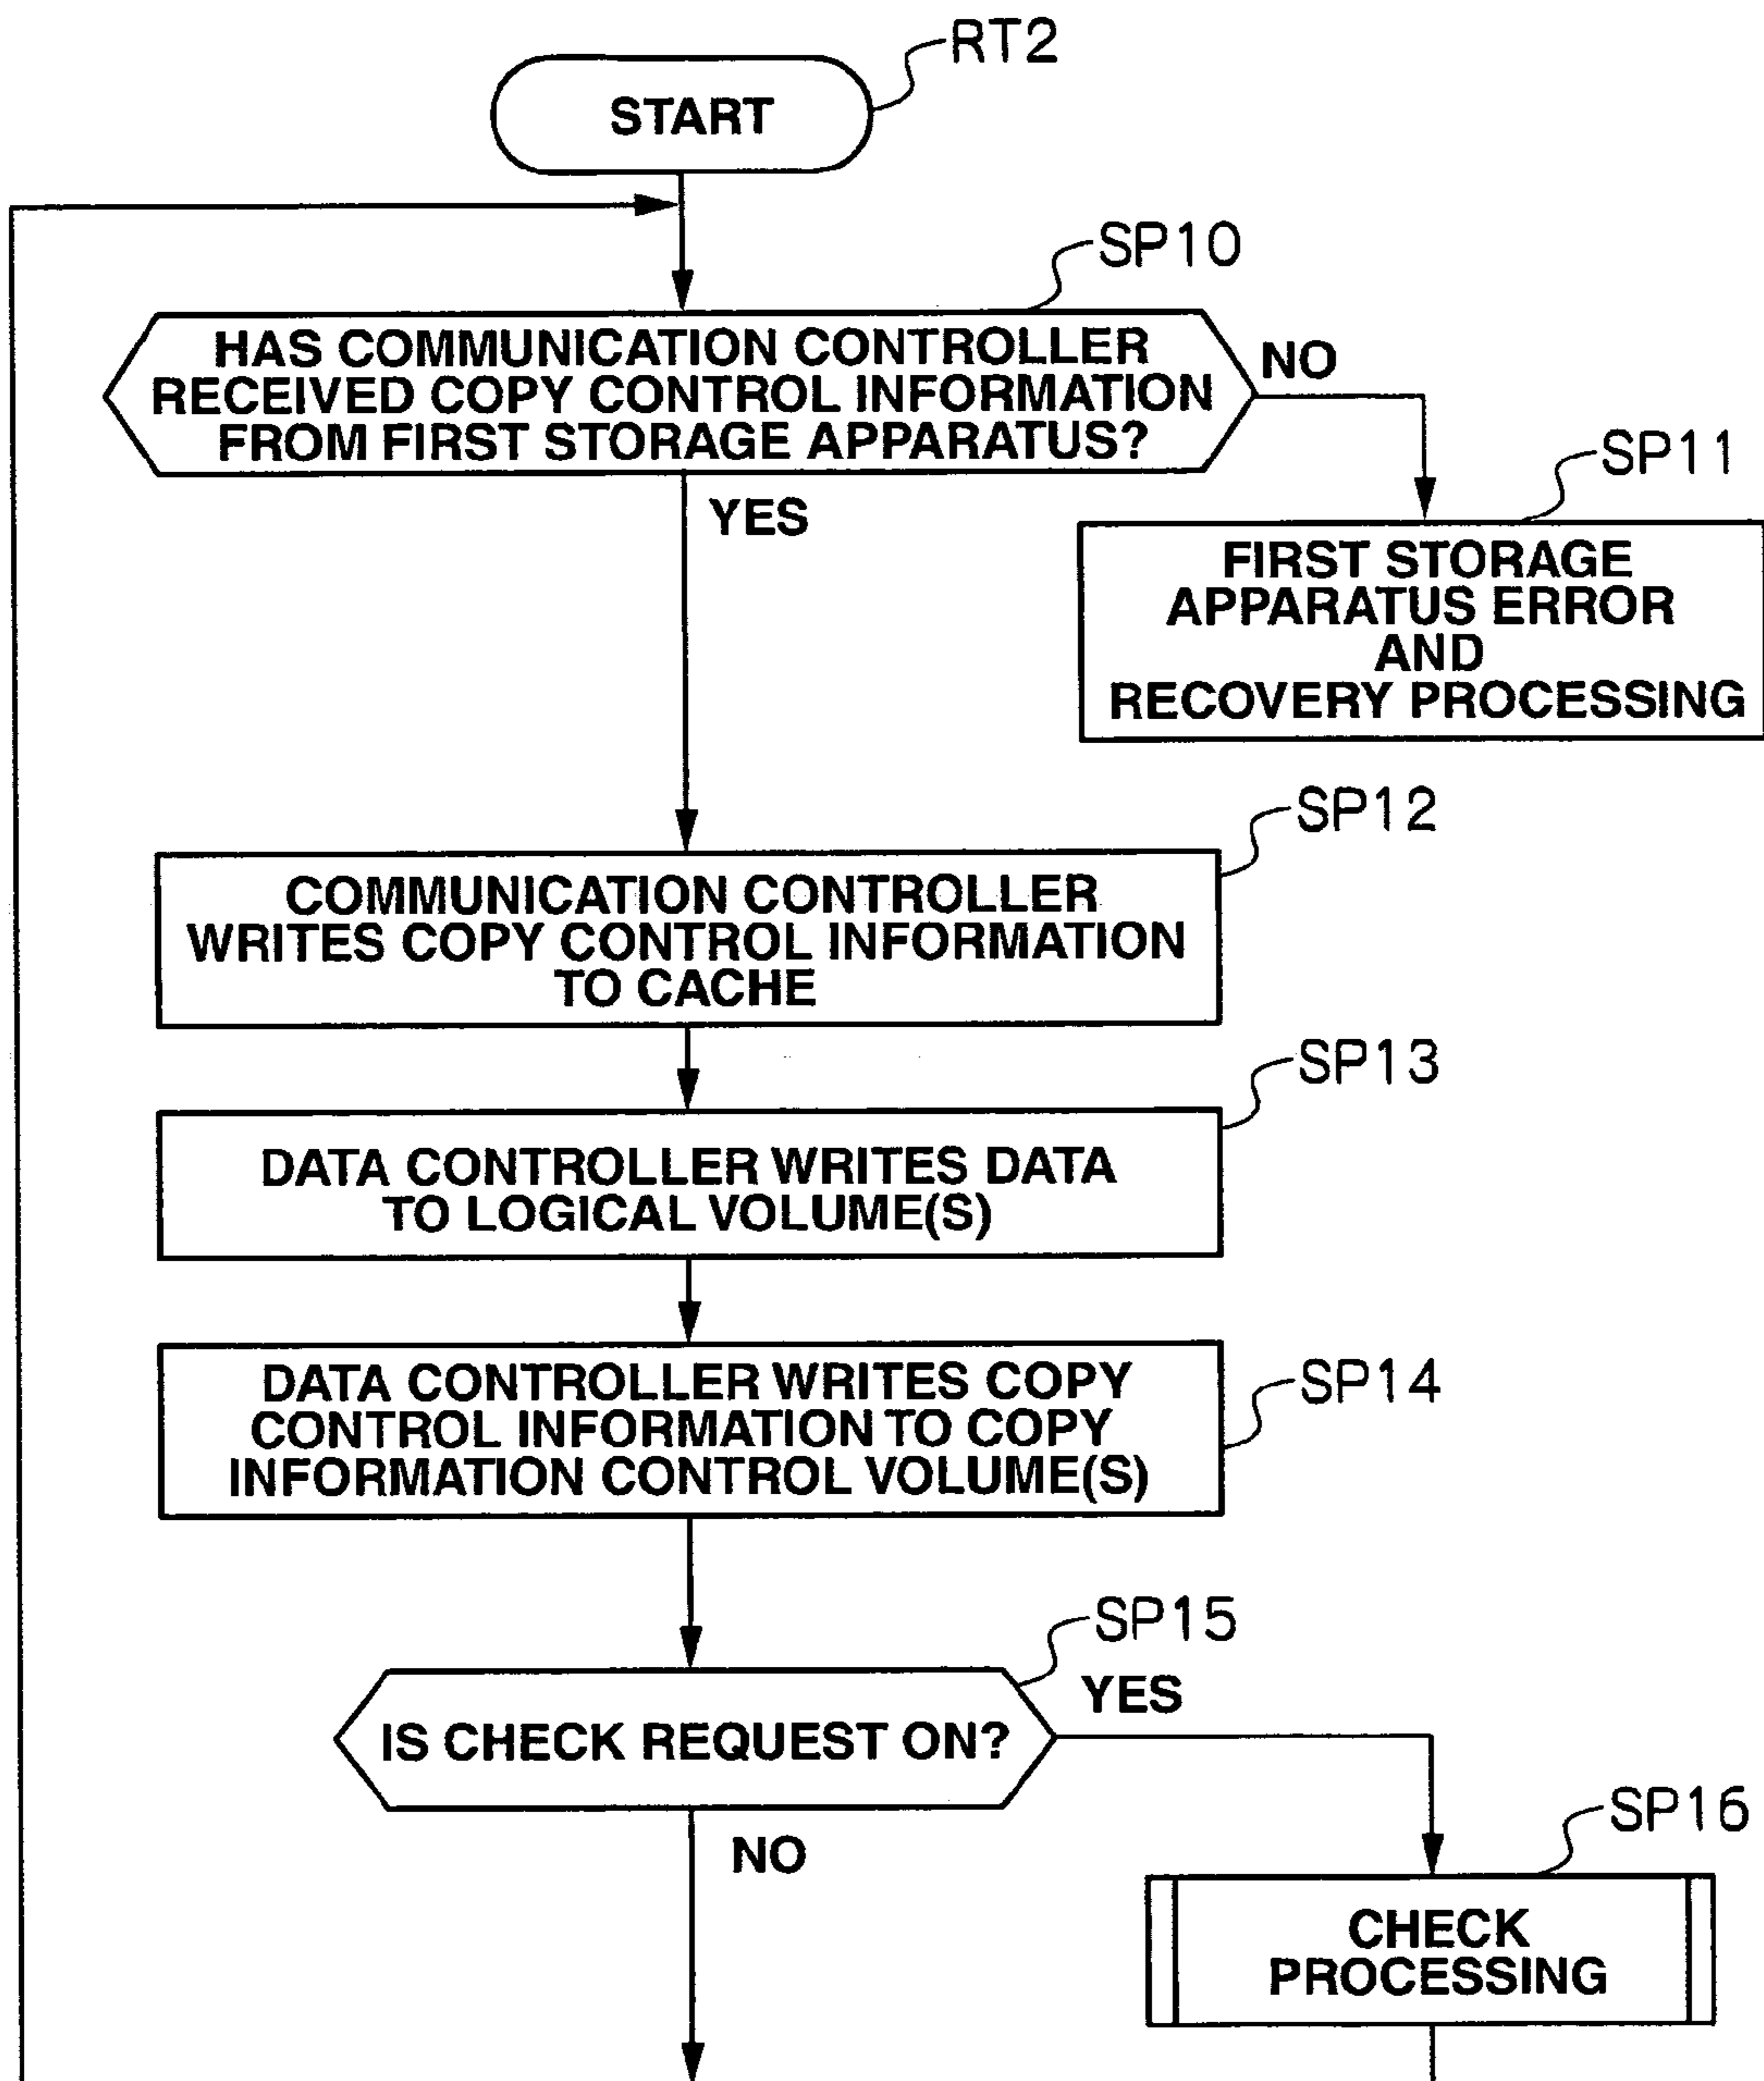 RT2
START
SP10
HAS COMMUNICATION CONTROLLER
RECEIVED COPY CONTROL INFORMATION
FROM FIRST STORAGE APPARATUS?
NO
YES
SP11
FIRST STORAGE
APPARATUS ERROR
AND
RECOVERY PROCESSING
SP12
COMMUNICATION CONTROLLER
WRITES COPY CONTROL INFORMATION
TO CACHE
SP13
DATA CONTROLLER WRITES DATA
TO LOGICAL VOLUME(S)
SP14
DATA CONTROLLER WRITES COPY
CONTROL INFORMATION TO COPY
INFORMATION CONTROL VOLUME(S)
SP15
IS CHECK REQUEST ON?
YES
NO
SP16
CHECK
PROCESSING